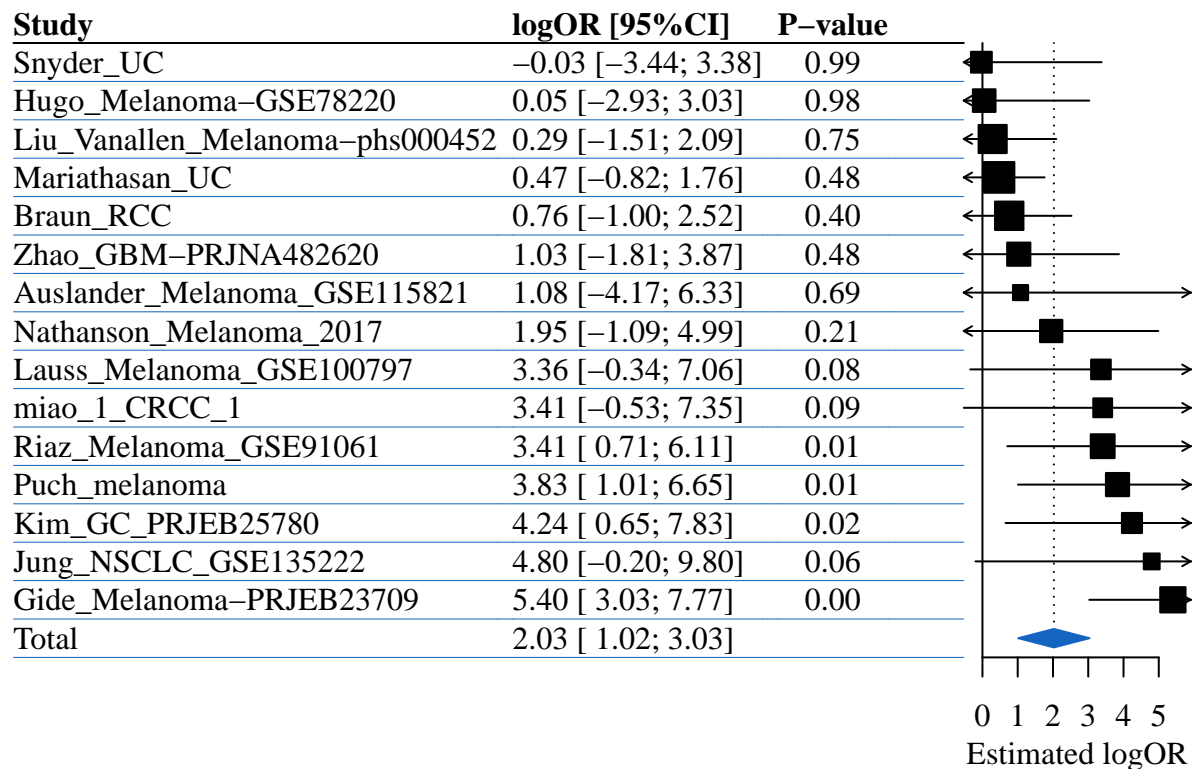 Study logOR [95%CI] P−value
Snyder_UC −0.03 [−3.44; 3.38] 0.99
Hugo_Melanoma−GSE78220 0.05 [−2.93; 3.03] 0.98
Liu_Vanallen_Melanoma−phs000452 0.29 [−1.51; 2.09] 0.75
Mariathasan_UC 0.47 [−0.82; 1.76] 0.48
Braun_RCC 0.76 [−1.00; 2.52] 0.40
Zhao_GBM−PRJNA482620 1.03 [−1.81; 3.87] 0.48
Auslander_Melanoma_GSE115821 1.08 [−4.17; 6.33] 0.69
Nathanson_Melanoma_2017 1.95 [−1.09; 4.99] 0.21
Lauss_Melanoma_GSE100797 3.36 [−0.34; 7.06] 0.08
miao_1_CRCC_1 3.41 [−0.53; 7.35] 0.09
Riaz_Melanoma_GSE91061 3.41 [ 0.71; 6.11] 0.01
Puch_melanoma 3.83 [ 1.01; 6.65] 0.01
Kim_GC_PRJEB25780 4.24 [ 0.65; 7.83] 0.02
Jung_NSCLC_GSE135222 4.80 [−0.20; 9.80] 0.06
Gide_Melanoma−PRJEB23709 5.40 [ 3.03; 7.77] 0.00
Total 2.03 [ 1.02; 3.03]
0 1 2 3 4 5
Estimated logOR